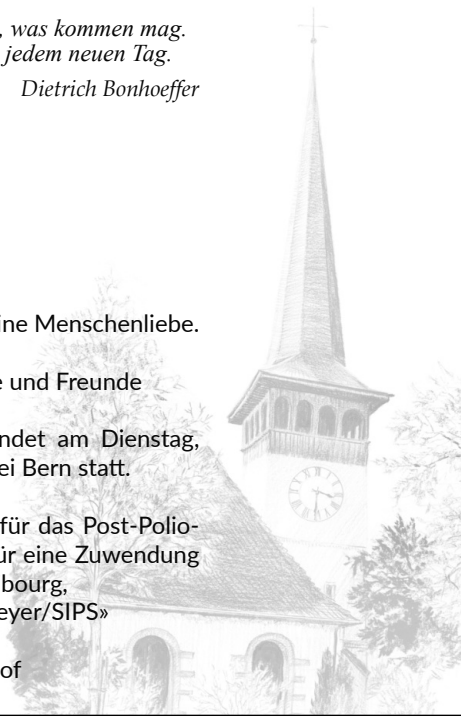 , was kommen mag.
jedem neuen Tag.
Dietrich Bonhoeffer
ine Menschenliebe.
e und Freunde
ndet am Dienstag,
ei Bern statt.
für das Post-Polio-
ür eine Zuwendung
bourg,
eyer/SIPS»
of